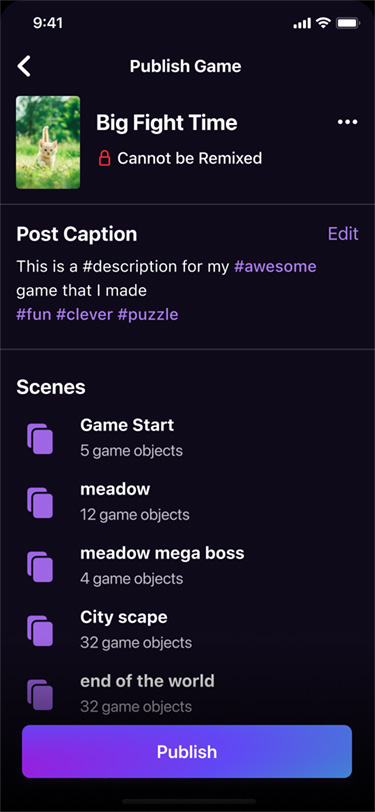 9:41
Publish Game
Big Fight Time
Cannot be Remixed
Post Caption
Edit
This is a #description for my #awesome
game that I made
#fun #clever #puzzle
Scenes
Game Start
5 game objects
meadow
12 game objects
meadow mega boss
4 game objects
City scape
32 game objects
end of the world
32 game objects
Publish